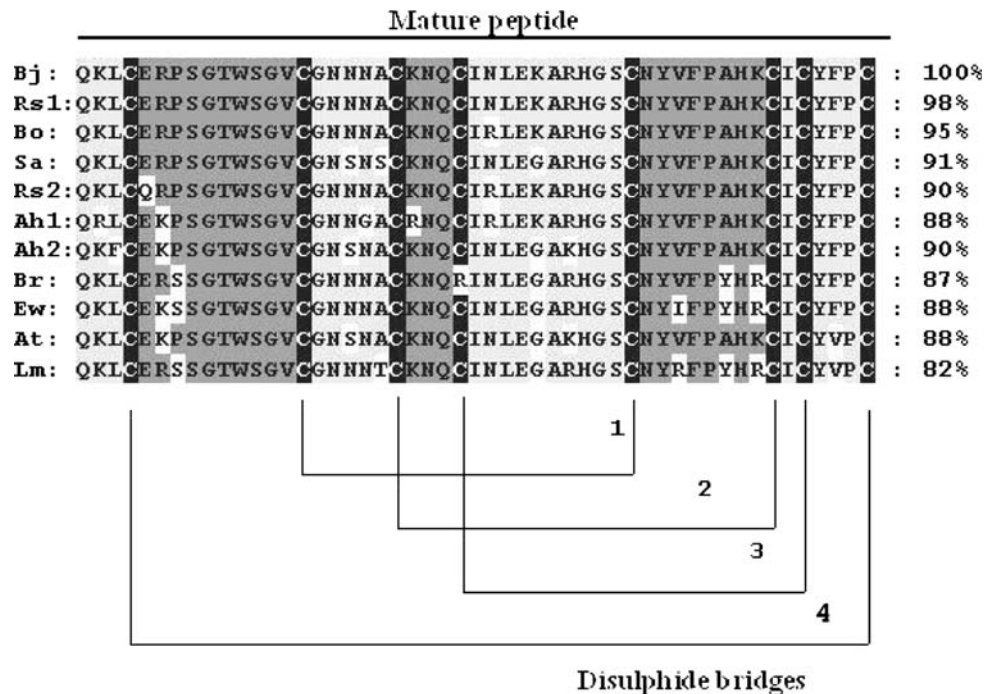 Mature peptide
Bj : QKLCERPSGTWSGVCGNNNACKNQCINLEKARHGSCNYVFPAHKCICYFPC : 100%
Rs1: QKLCERPSGTWSGVCGNNNACKNQCINLEKARHGSCNYVFPAHKCICYFPC : 98%
Bo : QKLCERPSGTWSGVCGNNNACKNQCIRLEKARHGSCNYVFPAHKCICYFPC : 95%
Sa : QKLCERPSGTWSGVCGNSNSCKNQCINLEGARHGSCNYVFPAHKCICYFPC : 91%
Rs2: QKLCQRPSGTWSGVCGNNNACKNQCIRLEKARHGSCNYVFPAHKCICYFPC : 90%
Ah1: QRLCEKPSGTWSGVCGNNGACRNQCIRLEKARHGSCNYVFPAHKCICYFPC : 88%
Ah2: QKFCEKPSGTWSGVCGNSNACKNQCINLEGAKHGSCNYVFPAHKCICYFPC : 90%
Br : QKLCERSSGTWSGVCGNNNACKNQRINLEGARHGSCNYVFPYHRCICYFPC : 87%
Ew : QKLCEKSSGTWSGVCGNNNACKNQCINLEGARHGSCNYIFPYHRCICYFPC : 88%
At : QKLCEKPSGTWSGVCGNSNACKNQCINLEGAKHGSCNYVFPAHKCICYVPC : 88%
Lm : QKLCERSSGTWSGVCGNNNTCKNQCINLEGARHGSCNYRFPYHRCICYVPC : 82%
1
2
3
4
Disulphide bridges